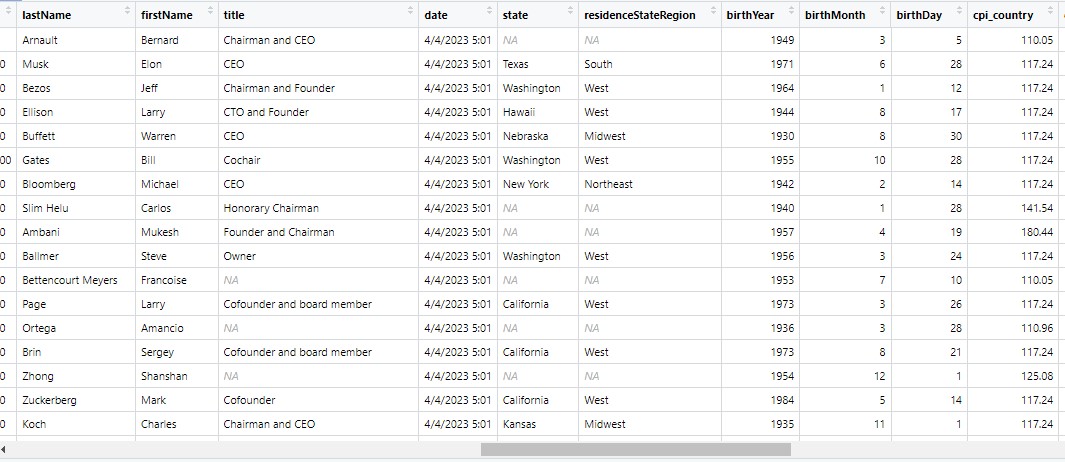 lastName firstName title date state residenceStateRegion birthYear birthMonth birthDay cpi_country
Arnault Bernard Chairman and CEO 4/4/2023 5:01 NA NA 1949 3 5 110.05
0 Musk Elon CEO 4/4/2023 5:01 Texas South 1971 6 28 117.24
0 Bezos Jeff Chairman and Founder 4/4/2023 5:01 Washington West 1964 1 12 117.24
0 Ellison Larry CTO and Founder 4/4/2023 5:01 Hawaii West 1944 8 17 117.24
0 Buffett Warren CEO 4/4/2023 5:01 Nebraska Midwest 1930 8 30 117.24
00 Gates Bill Cochair 4/4/2023 5:01 Washington West 1955 10 28 117.24
0 Bloomberg Michael CEO 4/4/2023 5:01 New York Northeast 1942 2 14 117.24
0 Slim Helu Carlos Honorary Chairman 4/4/2023 5:01 NA NA 1940 1 28 141.54
0 Ambani Mukesh Founder and Chairman 4/4/2023 5:01 NA NA 1957 4 19 180.44
0 Ballmer Steve Owner 4/4/2023 5:01 Washington West 1956 3 24 117.24
0 Bettencourt Meyers Francoise NA 4/4/2023 5:01 NA NA 1953 7 10 110.05
0 Page Larry Cofounder and board member 4/4/2023 5:01 California West 1973 3 26 117.24
0 Ortega Amancio NA 4/4/2023 5:01 NA NA 1936 3 28 110.96
0 Brin Sergey Cofounder and board member 4/4/2023 5:01 California West 1973 8 21 117.24
0 Zhong Shanshan NA 4/4/2023 5:01 NA NA 1954 12 1 125.08
0 Zuckerberg Mark Cofounder 4/4/2023 5:01 California West 1984 5 14 117.24
0 Koch Charles Chairman and CEO 4/4/2023 5:01 Kansas Midwest 1935 11 1 117.24